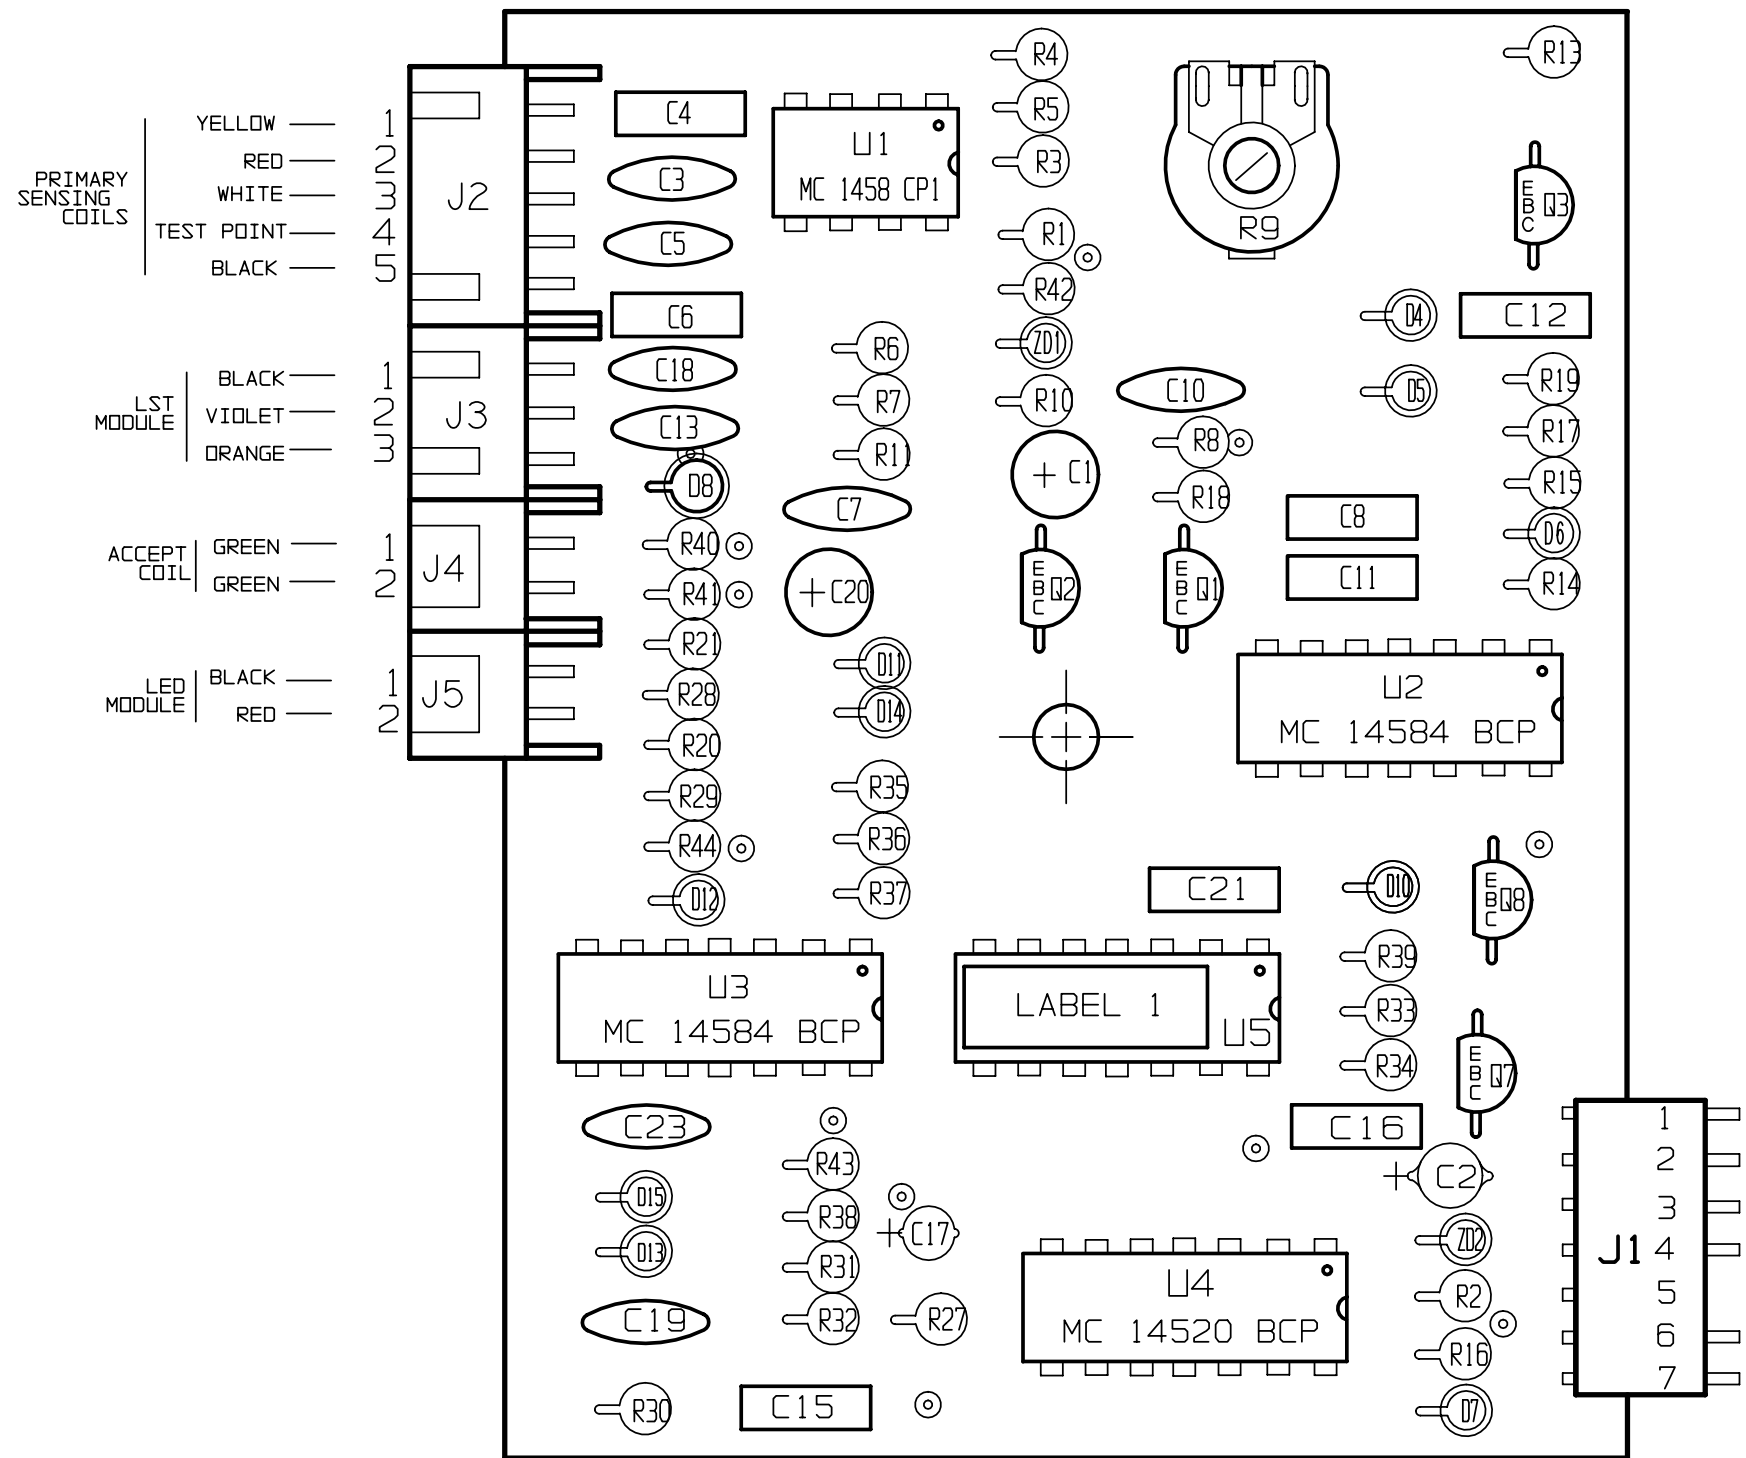 PRIMARY
SENSING
COILS
YELLOW
RED
WHITE
TEST POINT
BLACK
1
2
3
4
5
J2
LST
MODULE
BLACK
VIOLET
ORANGE
1
2
3
J3
ACCEPT
COIL
GREEN
GREEN
1
2
J4
LED
MODULE
BLACK
RED
1
2
J5
C4
C3
C5
C6
C18
C13
D8
R40
R41
R21
R28
R20
R29
R44
D12
U1
MC 1458 CP1
R6
R7
R11
C7
+ C20
D11
D14
R35
R36
R37
R4
R5
R3
R1
R42
ZD1
R10
+ C1
E
B
C
Q2
R9
C10
R8
R18
E
B
C
Q1
R13
E
B
C
Q3
D4
C12
D5
R19
R17
R15
D6
R14
C8
C11
U2
MC 14584 BCP
C21
D10
E
B
C
Q8
R39
R33
R34
E
B
C
Q7
U3
MC 14584 BCP
LABEL 1
U5
C23
D15
D13
C19
R30
R43
R38
R31
R32
C15
+ C17
R27
U4
MC 14520 BCP
C16
+ C2
ZD2
R2
R16
D7
J1
1
2
3
4
5
6
7